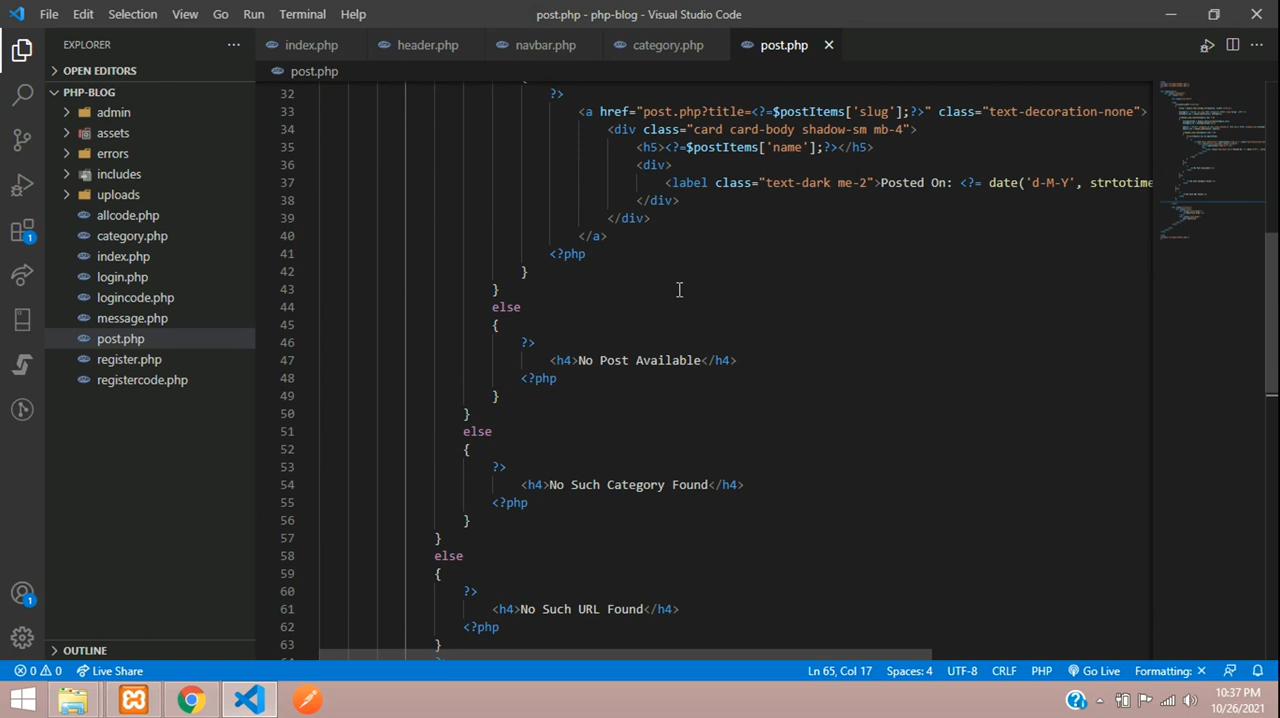 File Edit Selection View Go Run Terminal Help post.php - php-blog - Visual Studio Code
EXPLORER
index.php header.php navbar.php category.php post.php
OPEN EDITORS
post.php
PHP-BLOG
admin
assets
errors
includes
uploads
allcode.php
category.php
index.php
login.php
logincode.php
message.php
post.php
register.php
registercode.php
OUTLINE
32 ?>
33 <a href="post.php?title=<?=$postItems['slug'];?>" class="text-decoration-none">
34 <div class="card card-body shadow-sm mb-4">
35 <h5><?=$postItems['name'];?></h5>
36 <div>
37 <label class="text-dark me-2">Posted On: <?= date('d-M-Y', strtotime
38 </div>
39 </div>
40 </a>
41 <?php
42 }
43 }
44 else
45 {
46 ?>
47 <h4>No Post Available</h4>
48 <?php
49 }
50 }
51 else
52 {
53 ?>
54 <h4>No Such Category Found</h4>
55 <?php
56 }
57 }
58 else
59 {
60 ?>
61 <h4>No Such URL Found</h4>
62 <?php
63 }
0 0 Live Share Ln 65, Col 17 Spaces: 4 UTF-8 CRLF PHP Go Live Formatting: ×
10:37 PM
10/26/2021